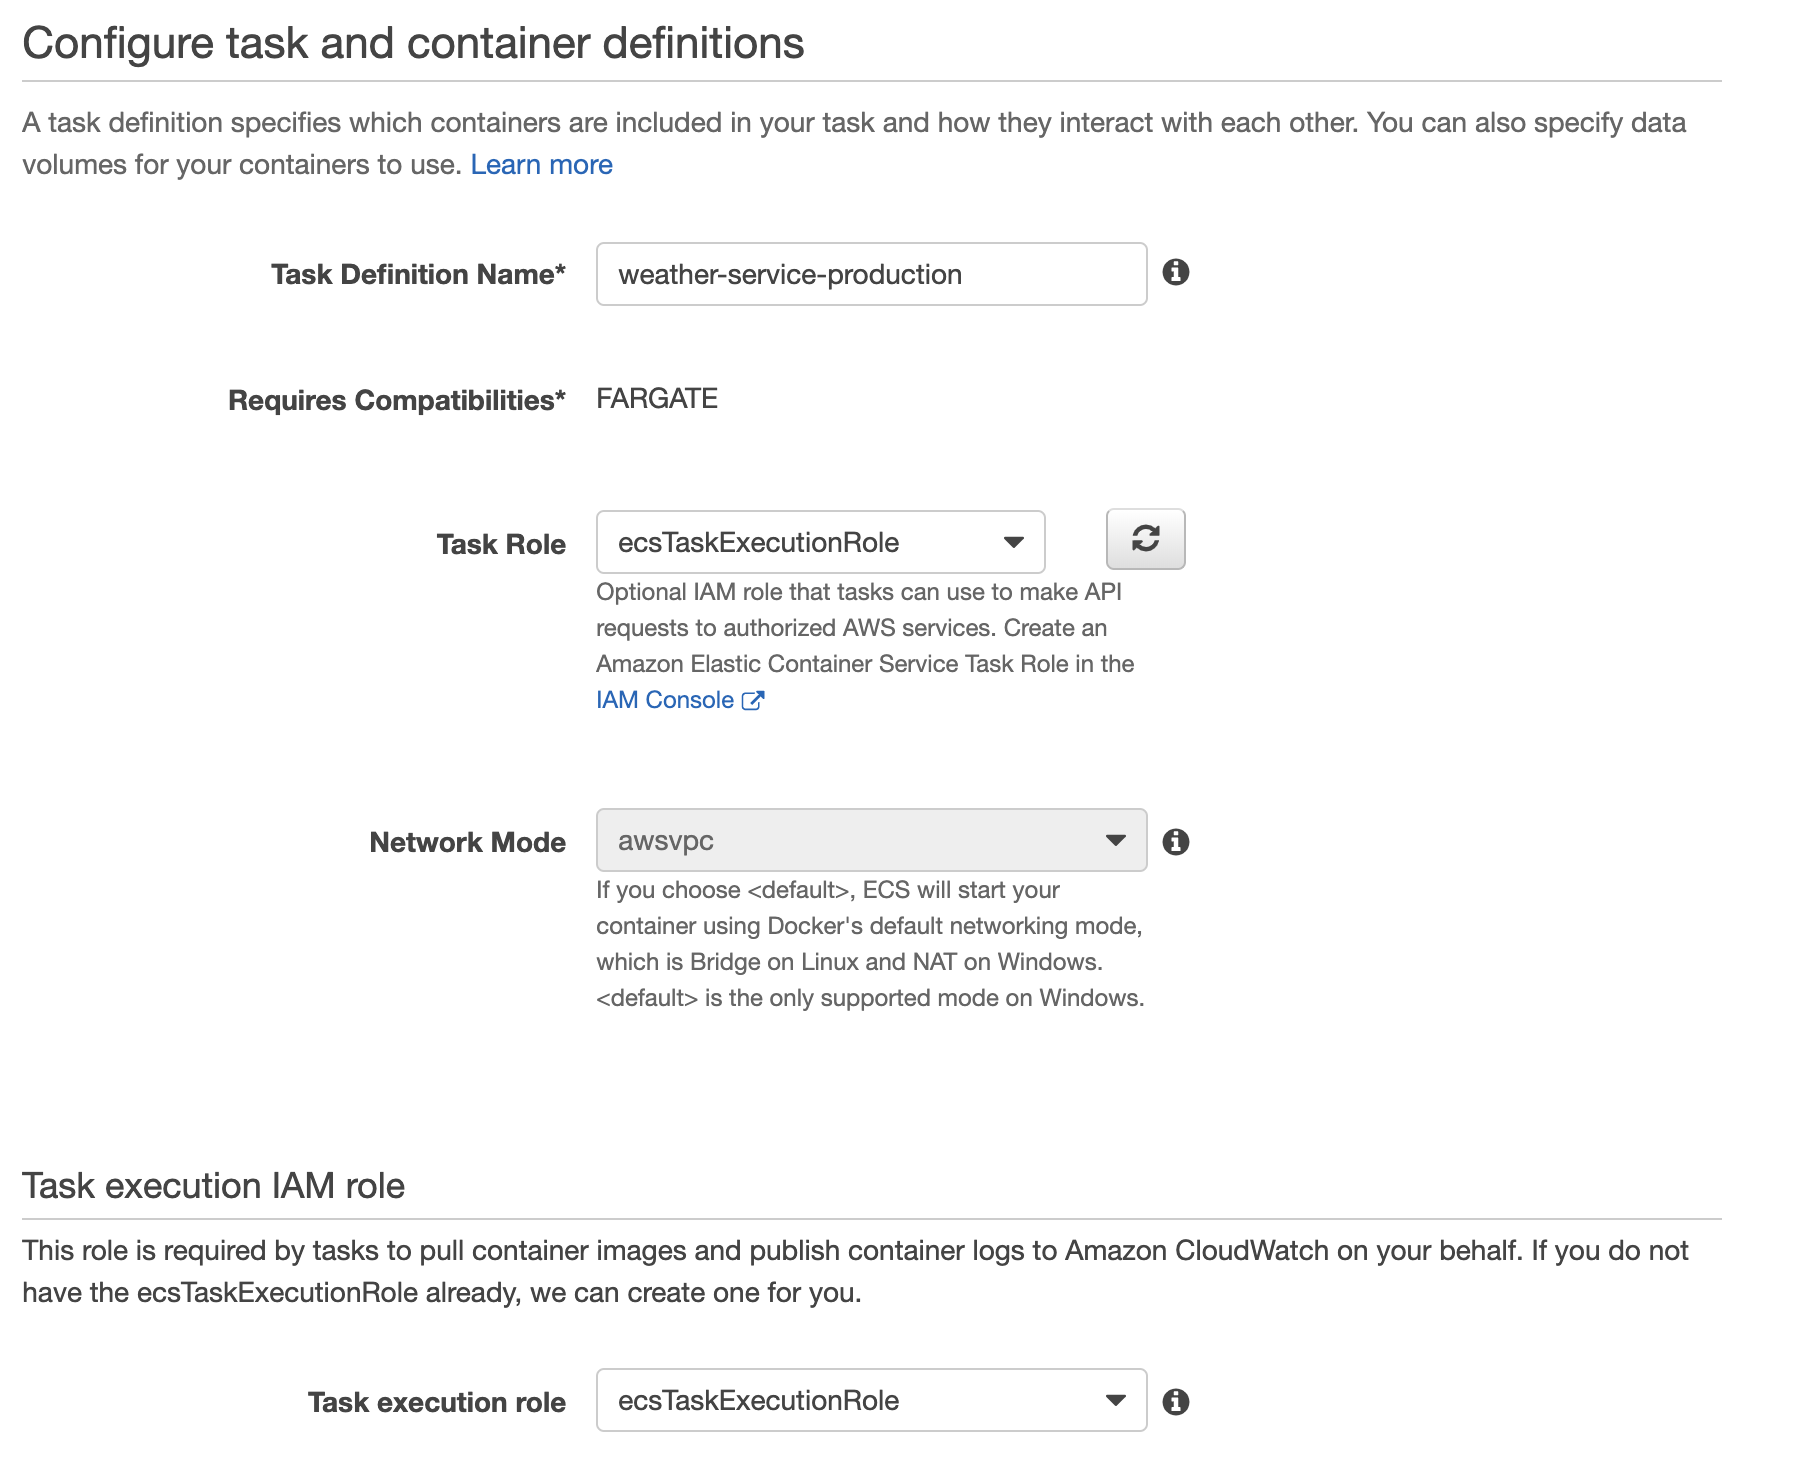 Configure task and container definitions
A task definition specifies which containers are included in your task and how they interact with each other. You can also specify data
volumes for your containers to use. Learn more
Task Definition Name* weather-service-production
Requires Compatibilities* FARGATE
Task Role ecsTaskExecutionRole
Optional IAM role that tasks can use to make API
requests to authorized AWS services. Create an
Amazon Elastic Container Service Task Role in the
IAM Console
Network Mode awsvpc
If you choose <default>, ECS will start your
container using Docker's default networking mode,
which is Bridge on Linux and NAT on Windows.
<default> is the only supported mode on Windows.
Task execution IAM role
This role is required by tasks to pull container images and publish container logs to Amazon CloudWatch on your behalf. If you do not
have the ecsTaskExecutionRole already, we can create one for you.
Task execution role ecsTaskExecutionRole